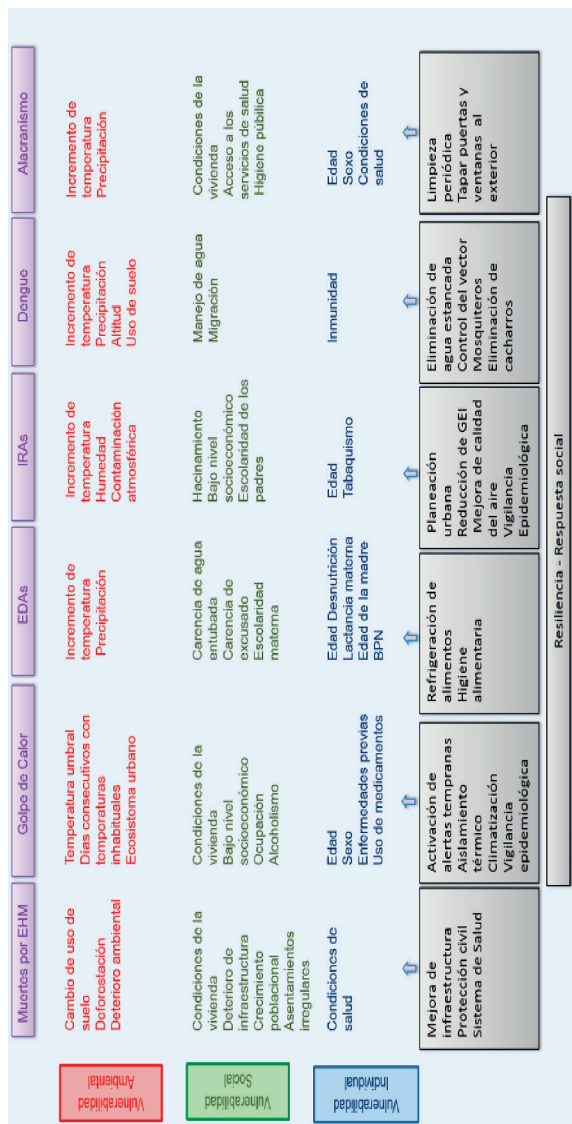 Muertes por EHM
Golpe de Calor
EDAs
IRAs
Dengue
Alacranismo
Vulnerabilidad
Ambiental
Cambio de uso de
suelo
Deforestación
Deterioro ambiental
Temperatura umbral
Días consecutivos con
temperaturas
inhabituales
Ecosistema urbano
Incremento de
temperatura
Precipitación
Incremento de
temperatura
Humedad
Contaminación
atmosférica
Incremento de
temperatura
Precipitación
Altitud
Uso de suelo
Incremento de
temperatura
Precipitación
Vulnerabilidad
Social
Condiciones de la
vivienda
Deterioro de
infraestructura
Crecimiento
poblacional
Asentamientos
irregulares
Condiciones de la
vivienda
Bajo nivel
socioeconómico
Ocupación
Alcoholismo
Carencia de agua
entubada
Carencia de
excusado
Escolaridad
materna
Hacinamiento
Bajo nivel
socioeconómico
Escolaridad de los
padres
Manejo de agua
Migración
Condiciones de la
vivienda
Acceso a los
servicios de salud
Higiene pública
Vulnerabilidad
Individual
Condiciones de
salud
Edad
Sexo
Enfermedades previas
Uso de medicamentos
Edad Desnutrición
Lactancia materna
Edad de la madre
BPN
Edad
Tabaquismo
Inmunidad
Edad
Sexo
Condiciones de
salud
Mejora de
infraestructura
Protección civil
Sistema de Salud
Activación de
alertas tempranas
Aislamiento
térmico
Climatización
Vigilancia
epidemiológica
Refrigeración de
alimentos
Higiene
alimentaria
Planeación
urbana
Reducción de GEI
Mejora de calidad
del aire
Vigilancia
Epidemiológica
Eliminación de
agua estancada
Control del vector
Mosquiteros
Eliminación de
cacharros
Limpieza
periódica
Tapar puertas y
ventanas al
exterior
Resiliencia - Respuesta social